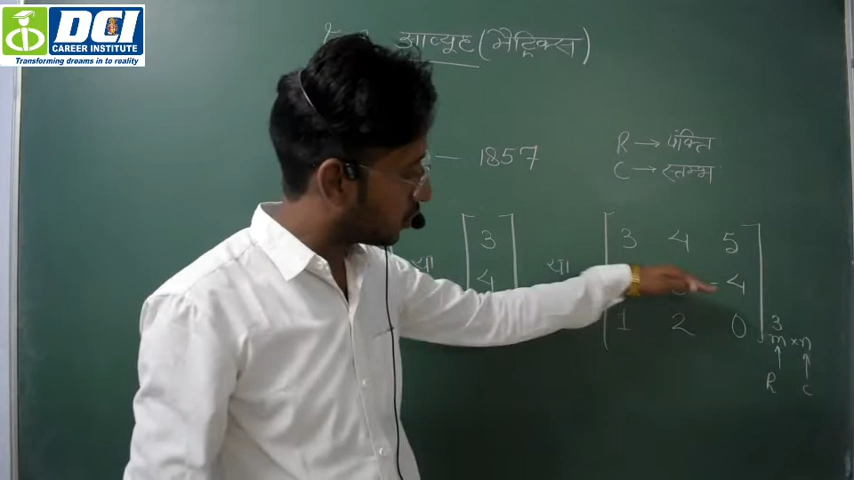 DCI
CAREER INSTITUTE
Transforming dreams in to reality
आव्यूह (मैट्रिक्स)
— 1857
R → पंक्ति
C → स्तम्भ
या [3 4 या [3 4 5
4
1 2 0] 3
m × n
↑ ↑
R C